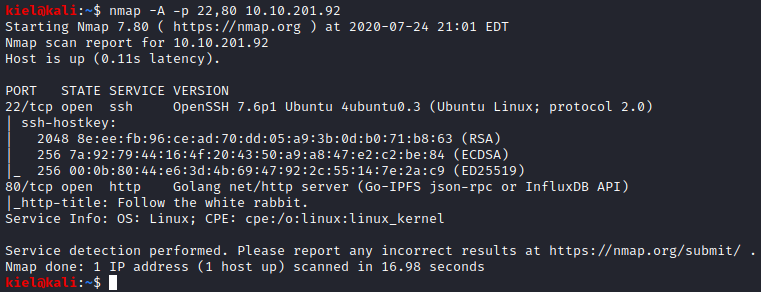 kiel@kali:~$ nmap -A -p 22,80 10.10.201.92
Starting Nmap 7.80 ( https://nmap.org ) at 2020-07-24 21:01 EDT
Nmap scan report for 10.10.201.92
Host is up (0.11s latency).
PORT   STATE SERVICE VERSION
22/tcp open  ssh     OpenSSH 7.6p1 Ubuntu 4ubuntu0.3 (Ubuntu Linux; protocol 2.0)
| ssh-hostkey:
|   2048 8e:ee:fb:96:ce:ad:70:dd:05:a9:3b:0d:b0:71:b8:63 (RSA)
|   256 7a:92:79:44:16:4f:20:43:50:a9:a8:47:e2:c2:be:84 (ECDSA)
|_  256 00:0b:80:44:e6:3d:4b:69:47:92:2c:55:14:7e:2a:c9 (ED25519)
80/tcp open  http    Golang net/http server (Go-IPFS json-rpc or InfluxDB API)
|_http-title: Follow the white rabbit.
Service Info: OS: Linux; CPE: cpe:/o:linux:linux_kernel
Service detection performed. Please report any incorrect results at https://nmap.org/submit/ .
Nmap done: 1 IP address (1 host up) scanned in 16.98 seconds
kiel@kali:~$